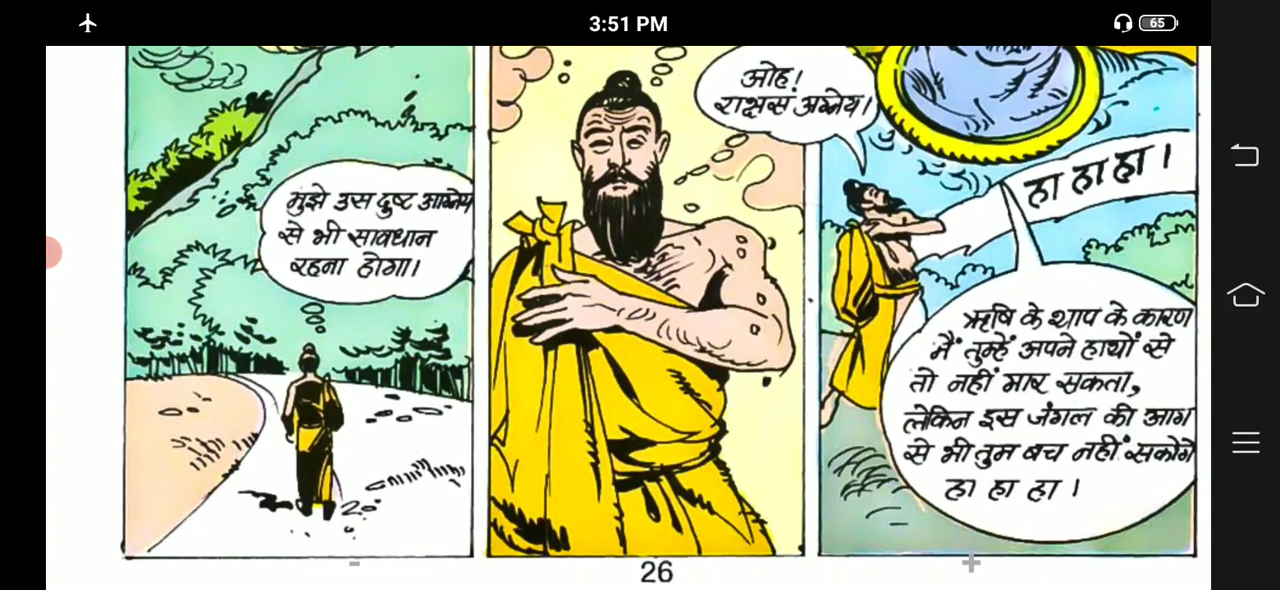 3:51 PM
65
मुझे उस दुष्ट आग्नेय
से भी सावधान
रहना होगा।
ओह!
राक्षस आग्नेय।
हा हा हा।
ऋषि के शाप के कारण
मैं तुम्हें अपने हाथों से
तो नहीं मार सकता,
लेकिन इस जंगल की आग
से भी तुम बच नहीं सकोगे
हा हा हा।
26